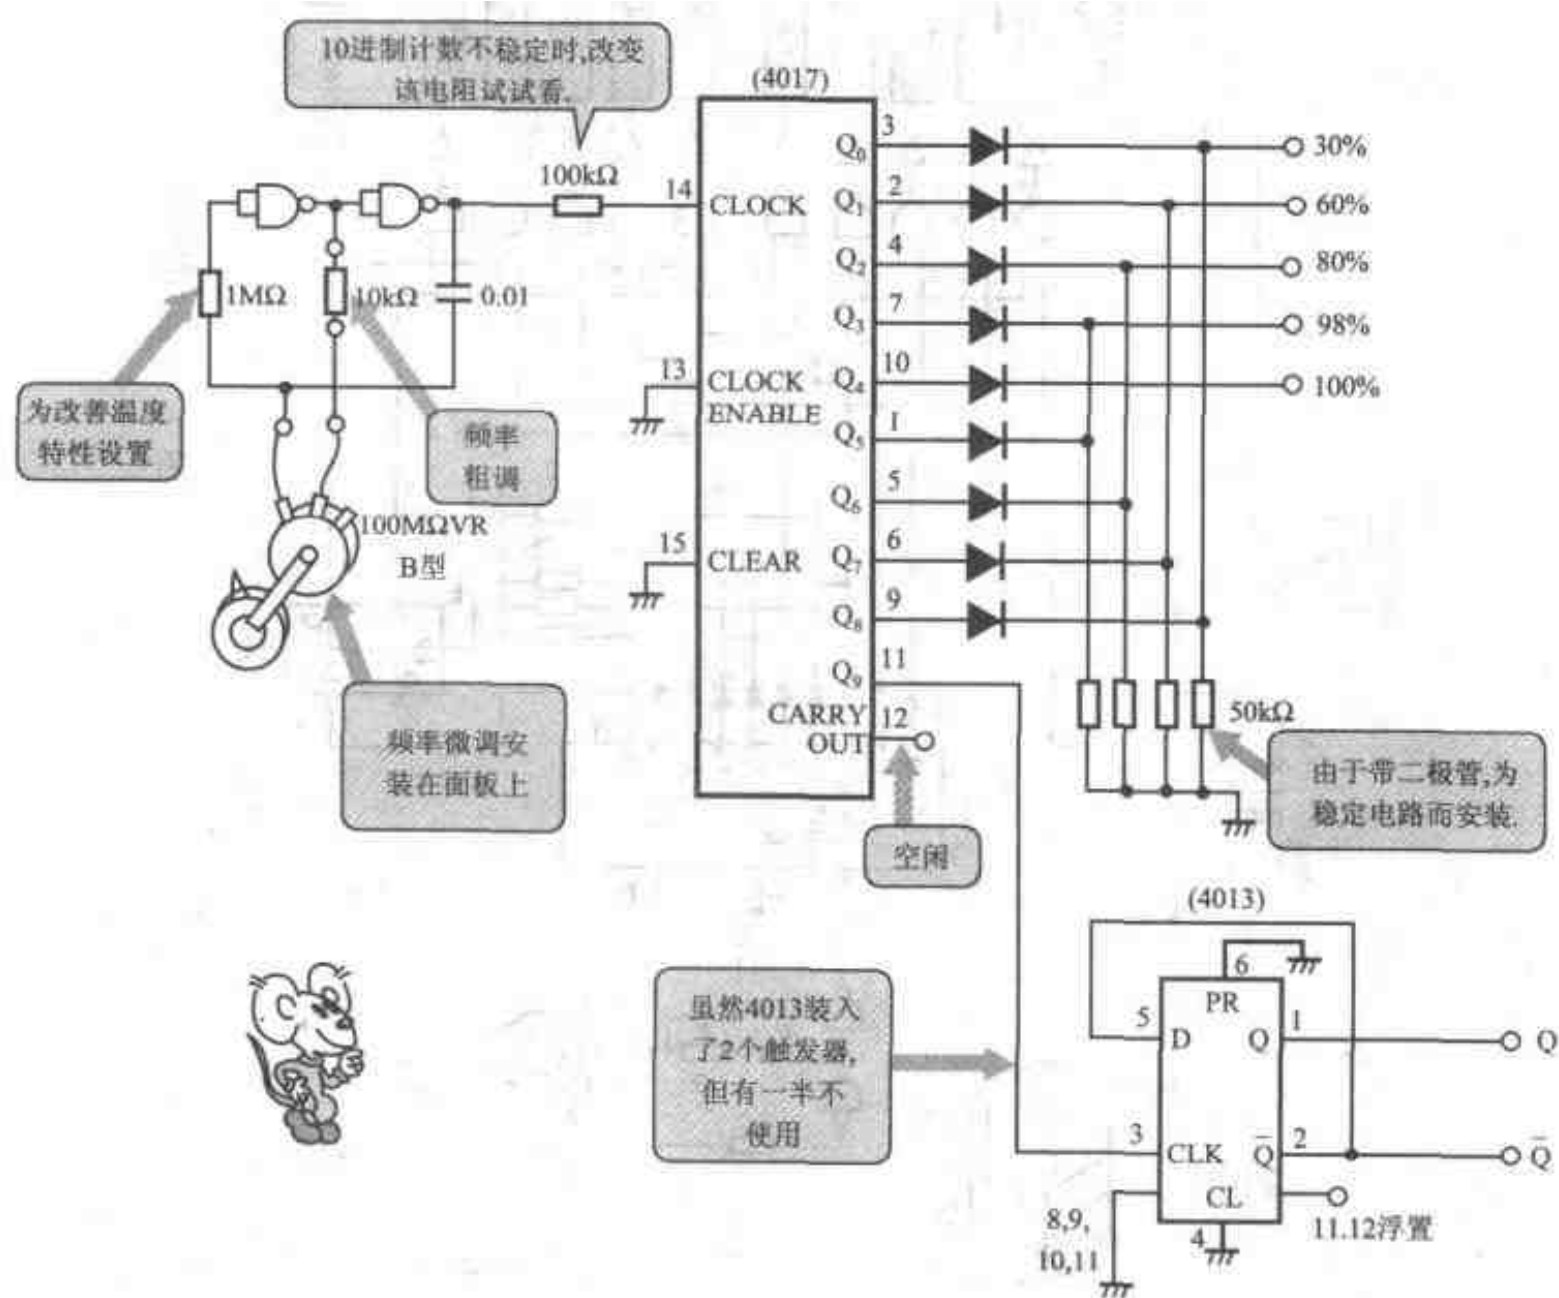 10进制计数不稳定时,改变
该电阻试试看.
(4017)
100kΩ
14
CLOCK
1MΩ
10kΩ
0.01
为改善温度
特性设置
频率
粗调
13
CLOCK
ENABLE
100MΩVR
B型
15
CLEAR
频率微调安
装在面板上
Q0
3
30%
Q1
2
60%
Q2
4
80%
Q3
7
98%
Q4
10
100%
Q5
1
Q6
5
Q7
6
Q8
9
Q9
11
CARRY
OUT
12
空闲
50kΩ
由于带二极管,为
稳定电路而安装.
(4013)
虽然4013装入
了2个触发器,
但有一半不
使用
6
PR
5
D
Q
1
Q
3
CLK
Q̄
2
Q̄
CL
4
8,9,
10,11
11.12浮置